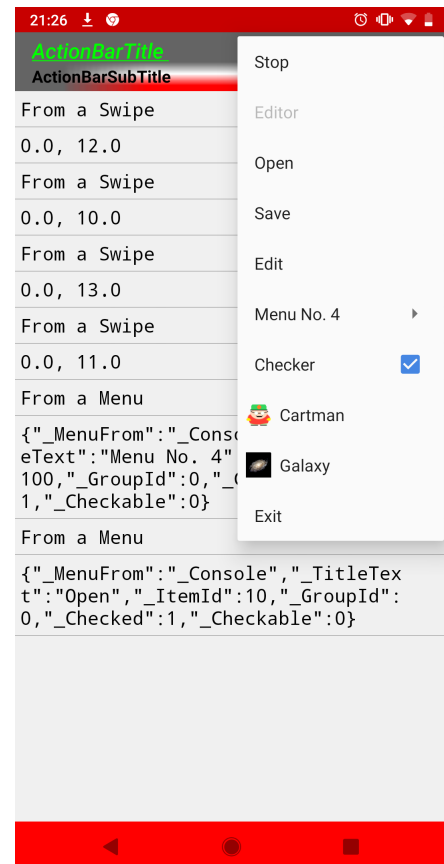 21:26
ActionBarTitle
ActionBarSubTitle
Stop
Editor
Open
Save
Edit
Menu No. 4
Checker
Cartman
Galaxy
Exit
From a Swipe
0.0, 12.0
From a Swipe
0.0, 10.0
From a Swipe
0.0, 13.0
From a Swipe
0.0, 11.0
From a Menu
{"_MenuFrom":"_Conso
eText":"Menu No. 4"
100,"_GroupId":0,"_
1,"_Checkable":0}
From a Menu
{"_MenuFrom":"_Console","_TitleTex
t":"Open","_ItemId":10,"_GroupId":
0,"_Checked":1,"_Checkable":0}